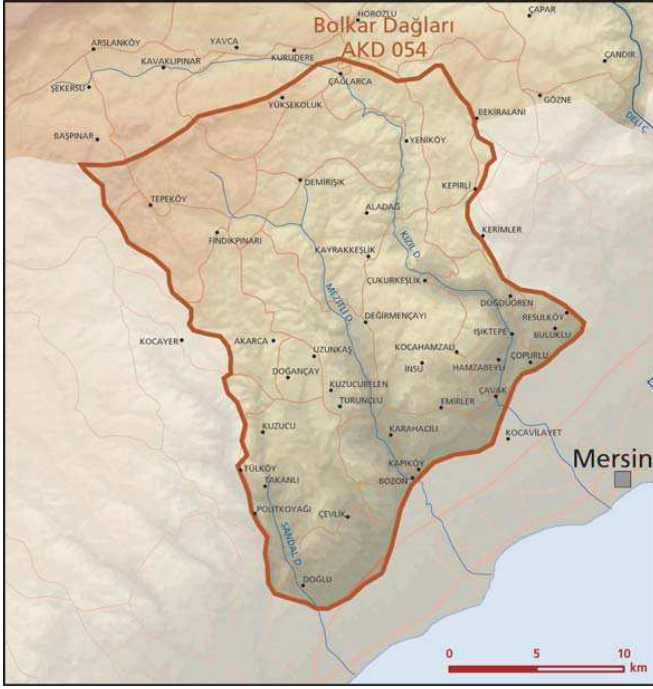 HOROZLU
ÇAPAR
Bolkar Dağları
AKD 054
ARSLANKÖY
YAVCA
KURUDERE
ÇANDIR
KAVAKLIPINAR
ÇAĞLARCA
ŞEKERSU
YÜKSEKOLUK
GÖZNE
BEKİRALANI
DELİ Ç.
BAŞPINAR
YENİKÖY
DEMİRIŞIK
KEPİRLİ
TEPEKÖY
ALADAĞ
FINDIKPINARI
KERİMLER
KIZIL D.
KAYRAKKEŞLİK
ÇUKURKEŞLİK
MEZİTLİ D.
DÜĞDUÖREN
RESULKÖY
DEĞİRMENÇAYI
BULUKLU
IŞIKTEPE
KOCAYER
AKARCA
UZUNKAŞ
KOCAHAMZALI
ÇOPURLU
DOĞANÇAY
İNSU
HAMZABEYLİ
KUZUCUBELEN
ÇAVAK
TURUNÇLU
EMİRLER
KUZUCU
KARAHACILI
KOCAVİLAYET
Mersin
TÜLKÖY
KAPIKÖY
TAKANLI
BOZON
POLİTKOYAĞI
ÇEVLİK
SANDAL D.
DOĞLU
0 5 10
km